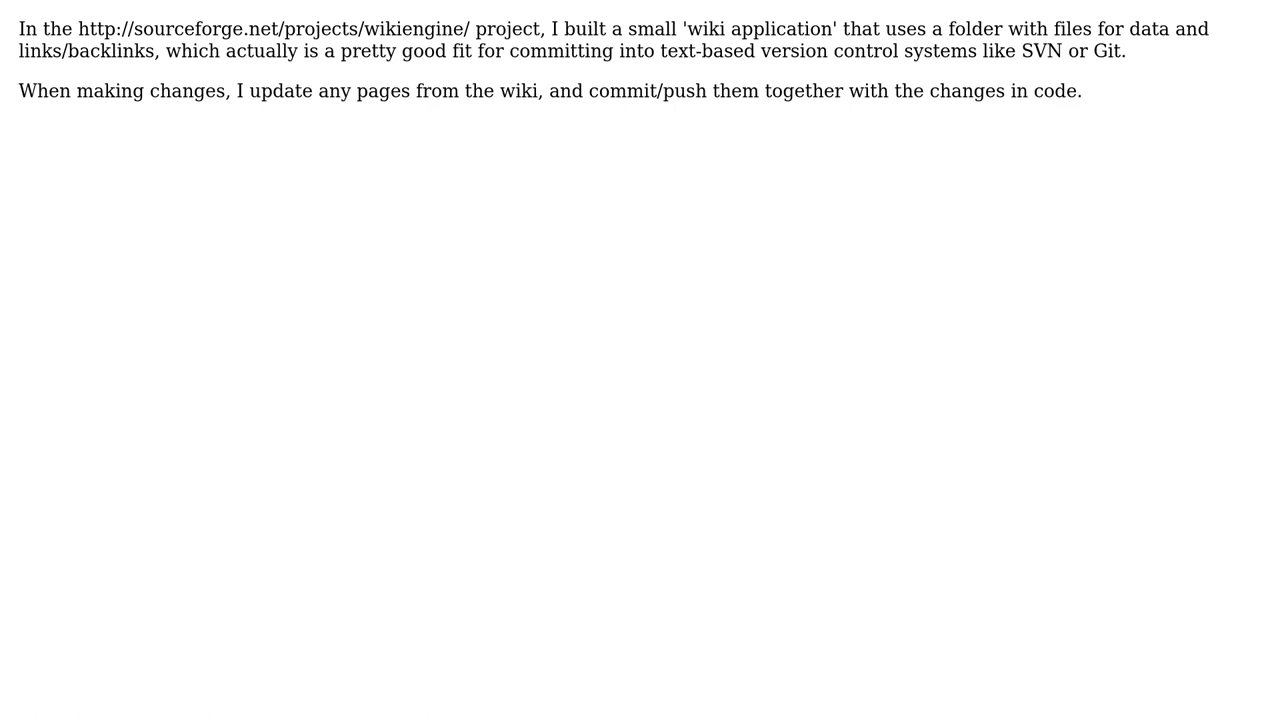 In the http://sourceforge.net/projects/wikiengine/ project, I built a small 'wiki application' that uses a folder with files for data and
links/backlinks, which actually is a pretty good fit for committing into text-based version control systems like SVN or Git.
When making changes, I update any pages from the wiki, and commit/push them together with the changes in code.